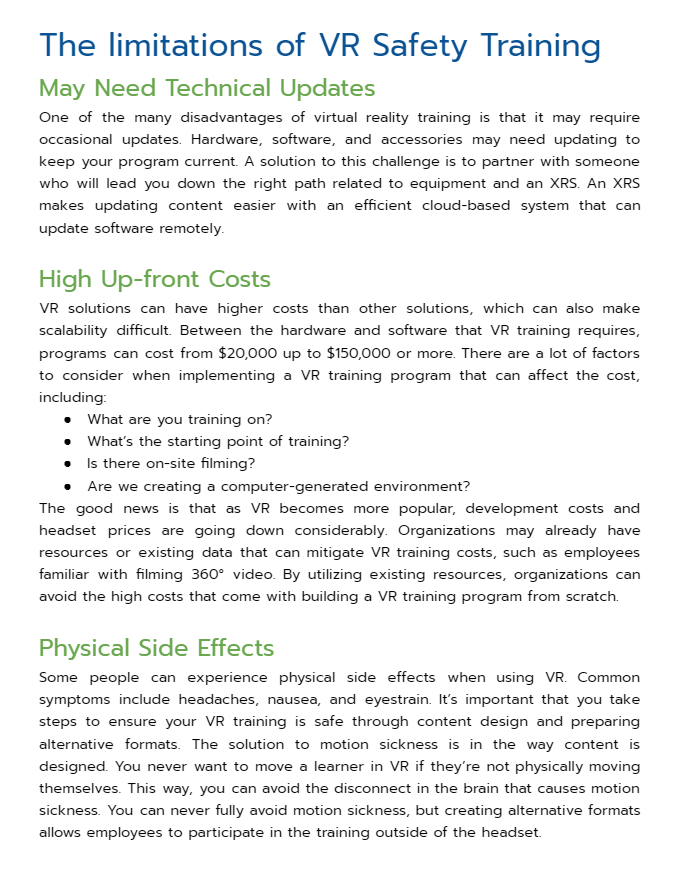 The limitations of VR Safety Training
May Need Technical Updates
One of the many disadvantages of virtual reality training is that it may require
occasional updates. Hardware, software, and accessories may need updating to
keep your program current. A solution to this challenge is to partner with someone
who will lead you down the right path related to equipment and an XRS. An XRS
makes updating content easier with an efficient cloud-based system that can
update software remotely.
High Up-front Costs
VR solutions can have higher costs than other solutions, which can also make
scalability difficult. Between the hardware and software that VR training requires,
programs can cost from $20,000 up to $150,000 or more. There are a lot of factors
to consider when implementing a VR training program that can affect the cost,
including:
● What are you training on?
● What's the starting point of training?
● Is there on-site filming?
● Are we creating a computer-generated environment?
The good news is that as VR becomes more popular, development costs and
headset prices are going down considerably. Organizations may already have
resources or existing data that can mitigate VR training costs, such as employees
familiar with filming 360° video. By utilizing existing resources, organizations can
avoid the high costs that come with building a VR training program from scratch.
Physical Side Effects
Some people can experience physical side effects when using VR. Common
symptoms include headaches, nausea, and eyestrain. It's important that you take
steps to ensure your VR training is safe through content design and preparing
alternative formats. The solution to motion sickness is in the way content is
designed. You never want to move a learner in VR if they're not physically moving
themselves. This way, you can avoid the disconnect in the brain that causes motion
sickness. You can never fully avoid motion sickness, but creating alternative formats
allows employees to participate in the training outside of the headset.